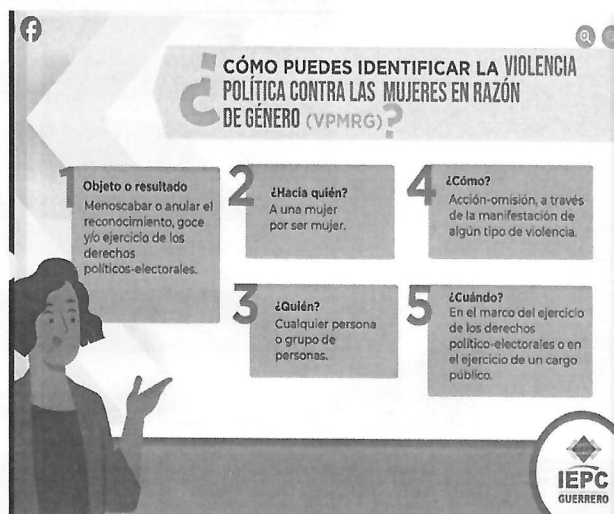 ¿CÓMO PUEDES IDENTIFICAR LA VIOLENCIA
POLÍTICA CONTRA LAS MUJERES EN RAZÓN
DE GÉNERO (VPMRG)?
1
Objeto o resultado
Menoscabar o anular el
reconocimiento, goce
y/o ejercicio de los
derechos
políticos-electorales.
2
¿Hacia quién?
A una mujer
por ser mujer.
3
¿Quién?
Cualquier persona
o grupo de
personas.
4
¿Cómo?
Acción-omisión, a través
de la manifestación de
algún tipo de violencia.
5
¿Cuándo?
En el marco del ejercicio
de los derechos
político-electorales o en
el ejercicio de un cargo
público.
IEPC
GUERRERO